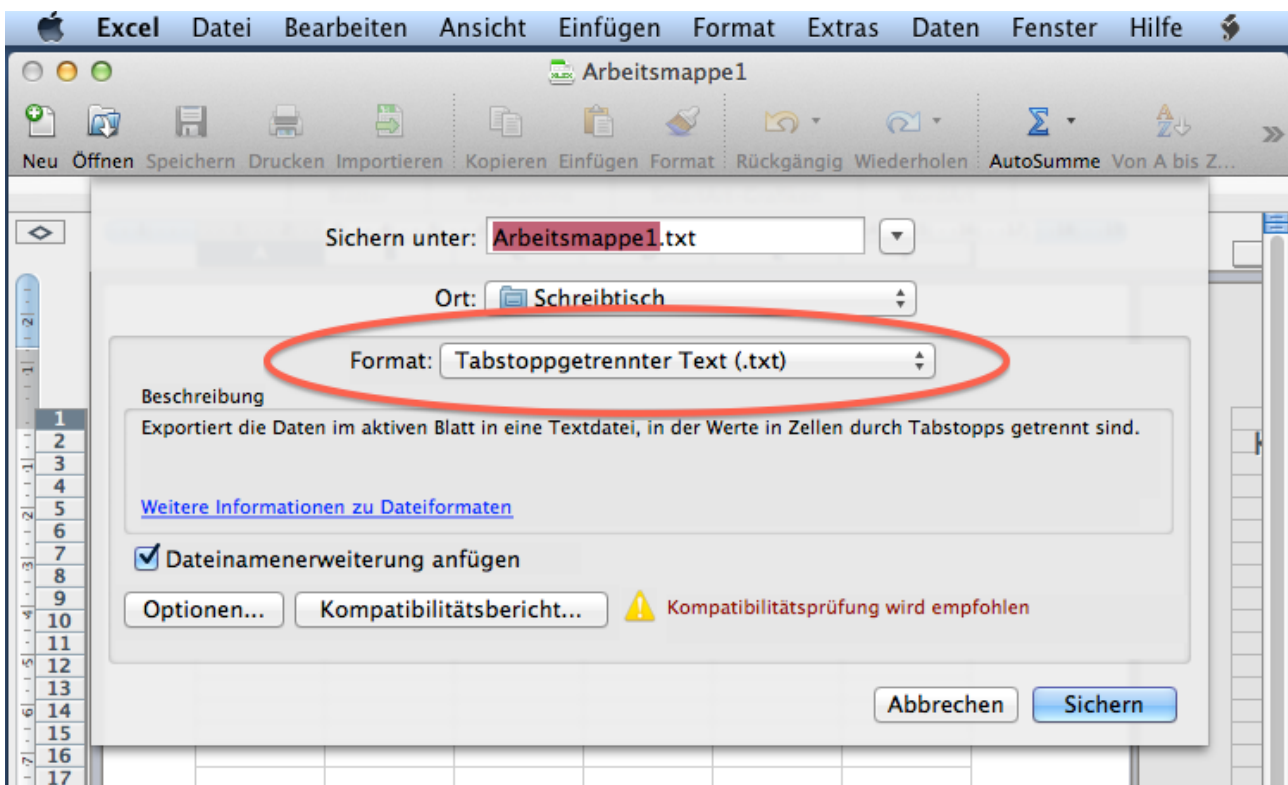 Excel Datei Bearbeiten Ansicht Einfügen Format Extras Daten Fenster Hilfe
Arbeitsmappe1
Neu Öffnen Speichern Drucken Importieren Kopieren Einfügen Format Rückgängig Wiederholen AutoSumme Von A bis Z...
Sichern unter: Arbeitsmappe1.txt
Ort: Schreibtisch
Format: Tabstoppgetrennter Text (.txt)
Beschreibung
Exportiert die Daten im aktiven Blatt in eine Textdatei, in der Werte in Zellen durch Tabstopps getrennt sind.
Weitere Informationen zu Dateiformaten
Dateinamenerweiterung anfügen
Optionen... Kompatibilitätsbericht... Kompatibilitätsprüfung wird empfohlen
Abbrechen Sichern
1
2
3
4
5
6
7
8
9
10
11
12
13
14
15
16
17